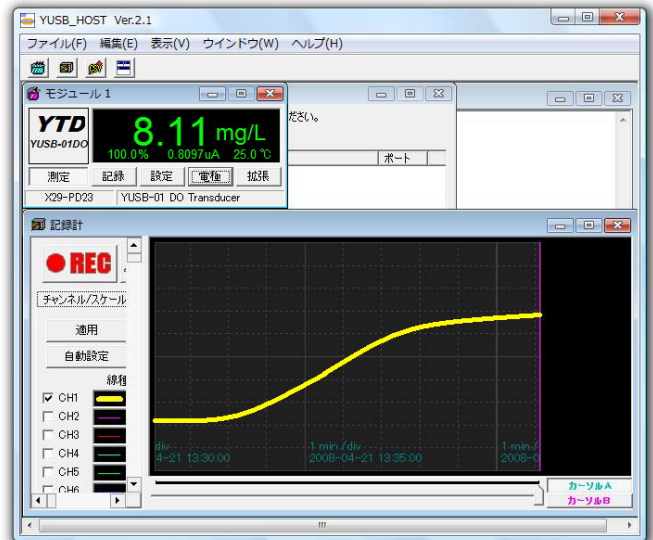 YUSB_HOST Ver.2.1
ファイル(F) 編集(E) 表示(V) ウインドウ(W) ヘルプ(H)
モジュール 1
ださい。
YTD
YUSB-01DO
8.11 mg/L
100.0% 0.8097uA 25.0℃
ポート
測定 記録 設定 電極 拡張
X29-PD23 YUSB-01 DO Transducer
記録計
REC
チャンネル/スケール
適用
自動設定
線種
CH1
CH2
CH3
CH4
CH5
CH6
div 1 min./div 1 min./
4-21 13:30:00 2008-04-21 13:35:00 2008-0
カーソルA
カーソルB